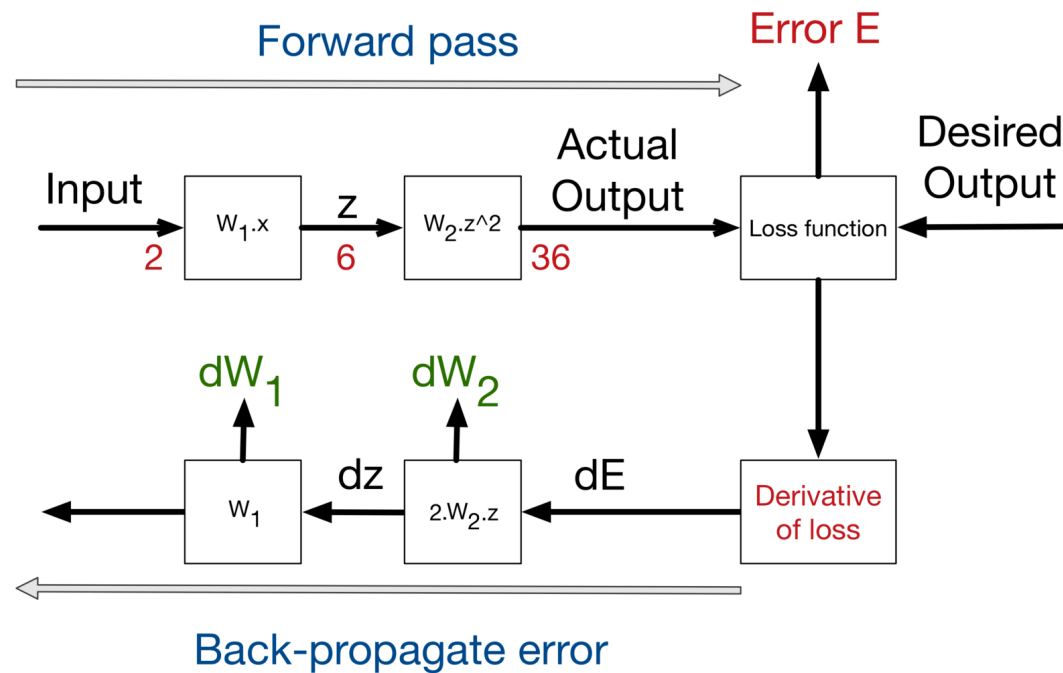 Forward pass
Error E
Input
W₁.x
z
W₂.z^2
Actual
Output
Loss function
Desired
Output
2
6
36
dW₁
dW₂
W₁
dz
2.W₂.z
dE
Derivative
of loss
Back-propagate error